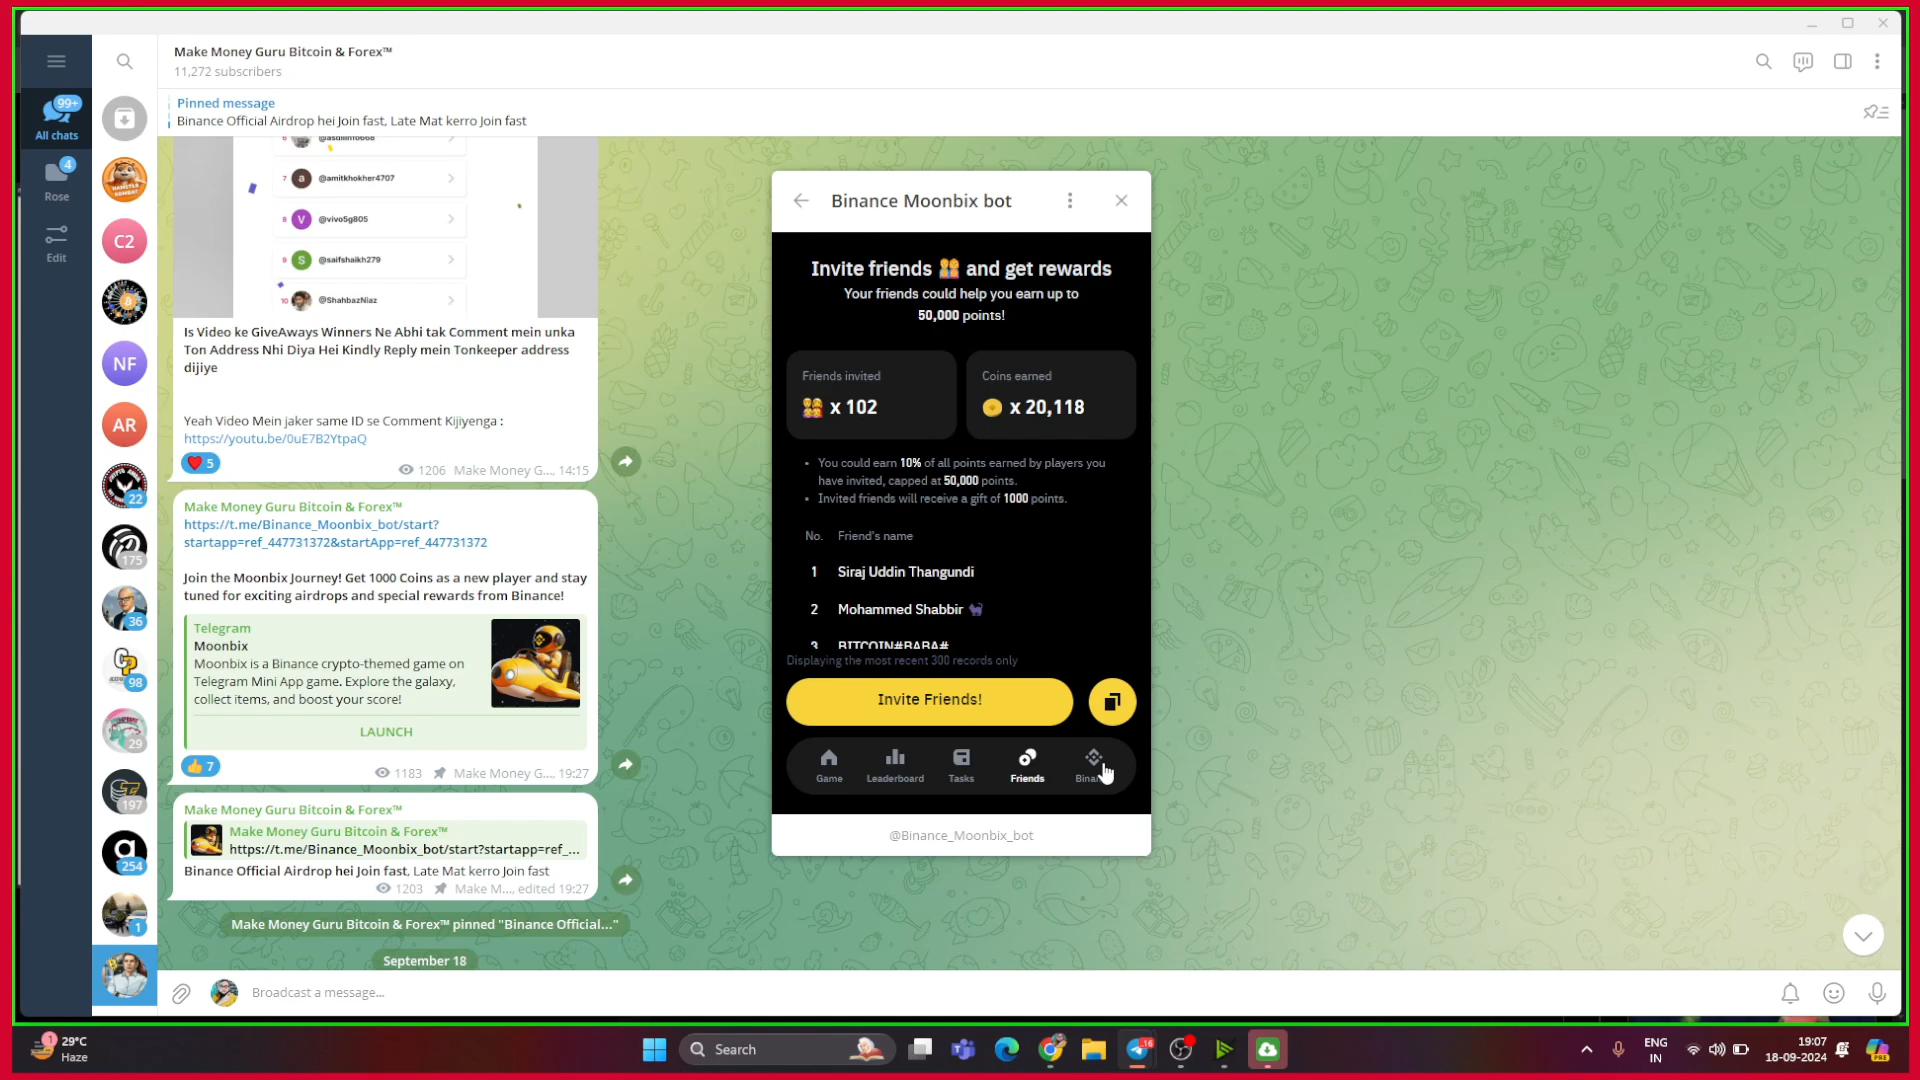 Make Money Guru Bitcoin & Forex™
11,272 subscribers
Pinned message
Binance Official Airdrop hei Join fast, Late Mat kerro Join fast
99+
All chats
4
Rose
Edit
C2
NF
AR
22
175
36
98
29
197
254
1
7 a @amitkhokher4707
8 V @vivo5g805
9 S @saifshaikh279
10 @ShahbazNiaz
Is Video ke GiveAways Winners Ne Abhi tak Comment mein unka
Ton Address Nhi Diya Hei Kindly Reply mein Tonkeeper address
dijiye
Yeah Video Mein jaker same ID se Comment Kijiyenga :
https://youtu.be/0uE7B2YtpaQ
5
1206 Make Money G..., 14:15
Make Money Guru Bitcoin & Forex™
https://t.me/Binance_Moonbix_bot/start?
startapp=ref_447731372&startApp=ref_447731372
Join the Moonbix Journey! Get 1000 Coins as a new player and stay
tuned for exciting airdrops and special rewards from Binance!
Telegram
Moonbix
Moonbix is a Binance crypto-themed game on
Telegram Mini App game. Explore the galaxy,
collect items, and boost your score!
LAUNCH
7
1183 Make Money G..., 19:27
Make Money Guru Bitcoin & Forex™
Make Money Guru Bitcoin & Forex™
https://t.me/Binance_Moonbix_bot/start?startapp=ref_...
Binance Official Airdrop hei Join fast, Late Mat kerro Join fast
1203 Make M..., edited 19:27
Make Money Guru Bitcoin & Forex™ pinned "Binance Official..."
September 18
Broadcast a message...
Binance Moonbix bot
Invite friends and get rewards
Your friends could help you earn up to
50,000 points!
Friends invited
x 102
Coins earned
x 20,118
• You could earn 10% of all points earned by players you
have invited, capped at 50,000 points.
• Invited friends will receive a gift of 1000 points.
No. Friend's name
1 Siraj Uddin Thangundi
2 Mohammed Shabbir
3 BITCOIN#BABA#
Displaying the most recent 300 records only
Invite Friends!
Game Leaderboard Tasks Friends
@Binance_Moonbix_bot
1
29°C
Haze
Search
16
ENG
IN
19:07
18-09-2024
PRE